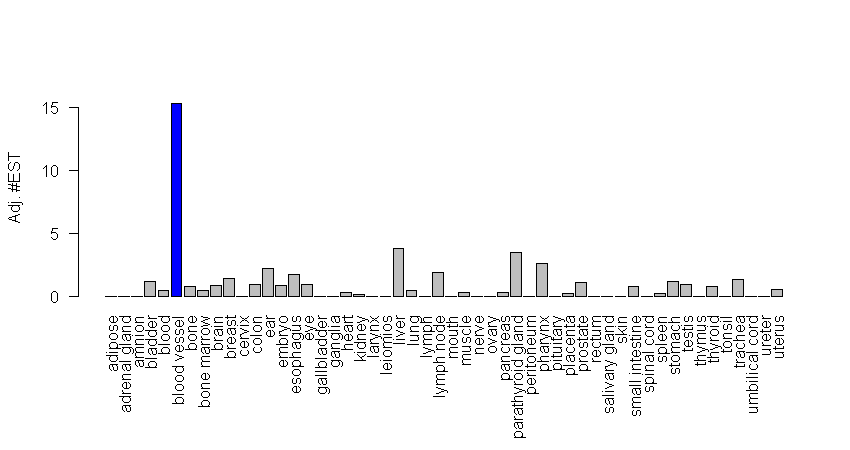 Adj. #EST
15
10
5
0
adipose
adrenal gland
amnion
bladder
blood
blood vessel
bone
bone marrow
brain
breast
cervix
colon
ear
embryo
esophagus
eye
gallbladder
ganglia
heart
kidney
larynx
leiomios
liver
lung
lymph
lymph node
mouth
muscle
nerve
ovary
pancreas
parathyroid gland
peritoneum
pharynx
pituitary
placenta
prostate
rectum
salivary gland
skin
small intestine
spinal cord
spleen
stomach
testis
thymus
thyroid
tonsil
trachea
umbilical cord
ureter
uterus